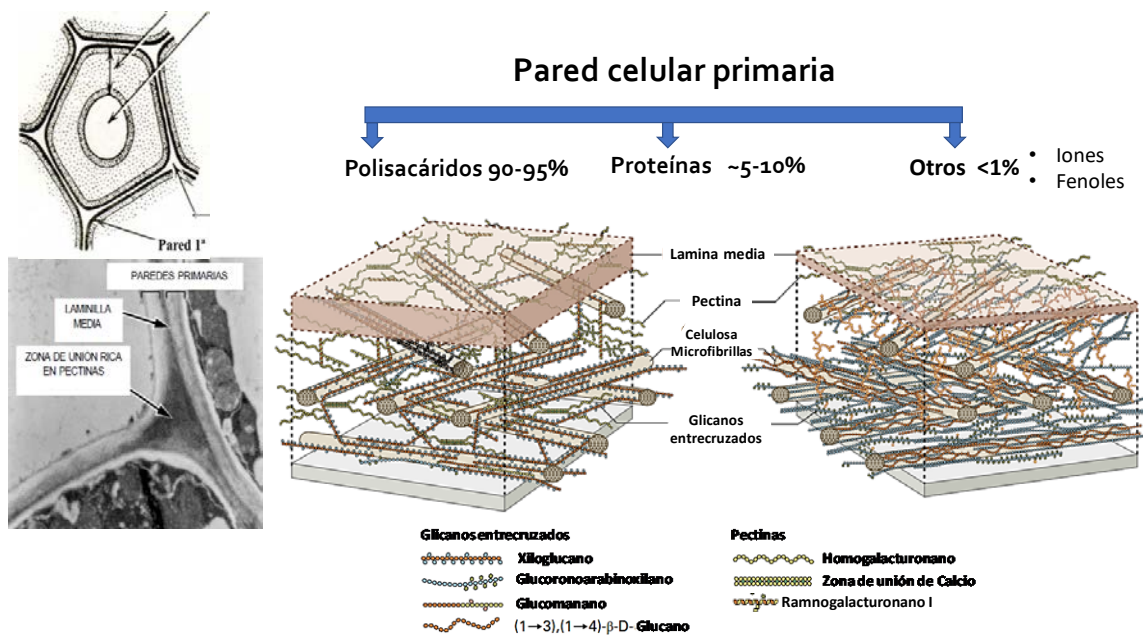 Pared celular primaria
Polisacáridos 90-95%
Proteínas ~5-10%
Otros <1%
• Iones
• Fenoles
Pared 1ª
PAREDES PRIMARIAS
LAMINILLA
MEDIA
ZONA DE UNIÓN RICA
EN PECTINAS
Lamina media
Pectina
Celulosa
Microfibrillas
Glicanos
entrecruzados
Glicanos entrecruzados
Xiloglucano
Glucoronoarabinoxilano
Glucomanano
(1→3),(1→4)-β-D-Glucano
Pectinas
Homogalacturonano
Zona de unión de Calcio
Ramnogalacturonano I